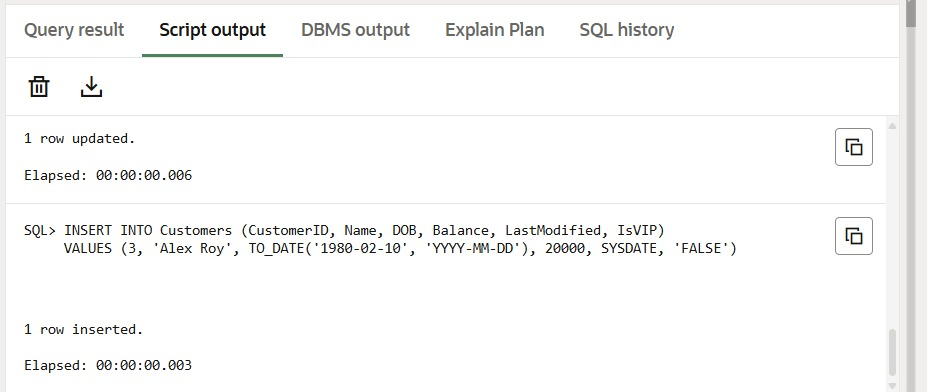 Query result Script output DBMS output Explain Plan SQL history
1 row updated.
Elapsed: 00:00:00.006
SQL> INSERT INTO Customers (CustomerID, Name, DOB, Balance, LastModified, IsVIP)
VALUES (3, 'Alex Roy', TO_DATE('1980-02-10', 'YYYY-MM-DD'), 20000, SYSDATE, 'FALSE')
1 row inserted.
Elapsed: 00:00:00.003